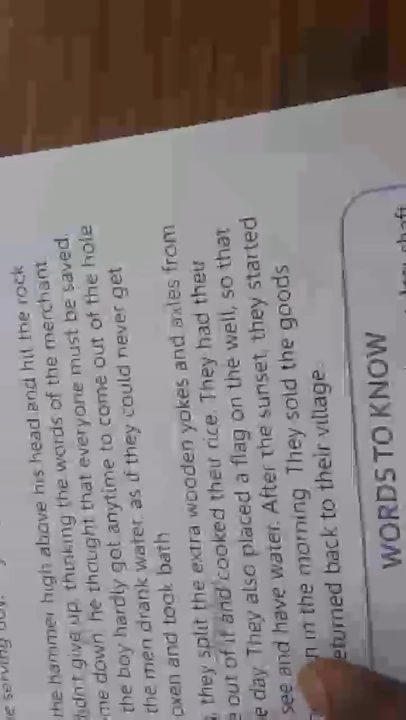 serving boy.
the hammer high above his head and hit the rock
didn't give up, thinking the words of the merchant
me down, he thought that everyone must be saved.
the boy hardly got anytime to come out of the hole
the men drank water, as if they could never get
oxen and took bath
they split the extra wooden yokes and axles from
out of it and cooked their rice. They had their
e day. They also placed a flag on the well, so that
see and have water. After the sunset, they started
n in the morning. They sold the goods
eturned back to their village.
WORDS TO KNOW
shaft